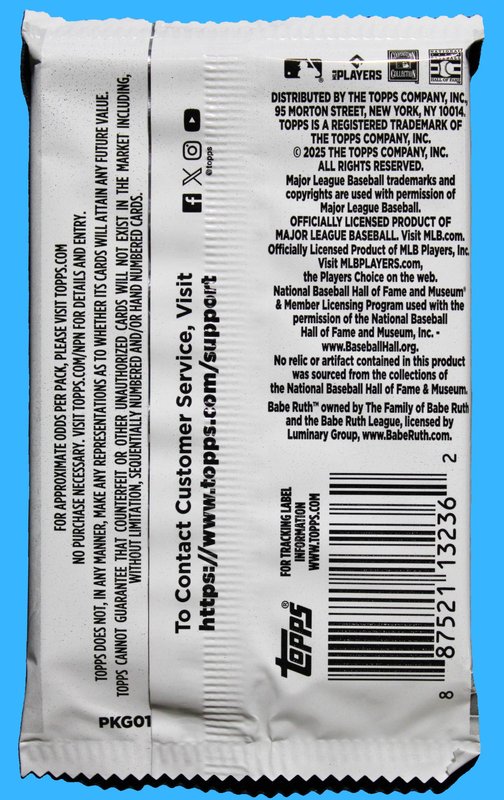 FOR APPROXIMATE ODDS PER PACK, PLEASE VISIT TOPPS.COM
NO PURCHASE NECESSARY. VISIT TOPPS.COM/NPN FOR DETAILS AND ENTRY.
TOPPS DOES NOT, IN ANY MANNER, MAKE ANY REPRESENTATIONS AS TO WHETHER ITS CARDS WILL ATTAIN ANY FUTURE VALUE.
TOPPS CANNOT GUARANTEE THAT COUNTERFEIT OR OTHER UNAUTHORIZED CARDS WILL NOT EXIST IN THE MARKET INCLUDING,
WITHOUT LIMITATION, SEQUENTIALLY NUMBERED AND/OR HAND NUMBERED CARDS.
PKG01
To Contact Customer Service, Visit
https://www.topps.com/support
@topps
PLAYERS
DISTRIBUTED BY THE TOPPS COMPANY, INC,
95 MORTON STREET, NEW YORK, NY 10014.
TOPPS IS A REGISTERED TRADEMARK OF
THE TOPPS COMPANY, INC.
© 2025 THE TOPPS COMPANY, INC.
ALL RIGHTS RESERVED.
Major League Baseball trademarks and
copyrights are used with permission of
Major League Baseball.
OFFICIALLY LICENSED PRODUCT OF
MAJOR LEAGUE BASEBALL. Visit MLB.com.
Officially Licensed Product of MLB Players, Inc.
Visit MLBPLAYERS.com,
the Players Choice on the web.
National Baseball Hall of Fame and Museum®
& Member Licensing Program used with the
permission of the National Baseball
Hall of Fame and Museum, Inc. -
www.BaseballHall.org.
No relic or artifact contained in this product
was sourced from the collections of
the National Baseball Hall of Fame & Museum.
Babe Ruth™ owned by The Family of Babe Ruth
and the Babe Ruth League, licensed by
Luminary Group, www.BabeRuth.com.
topps®
FOR TRACKING LABEL
INFORMATION
WWW.TOPPS.COM
8 87521 13236 2